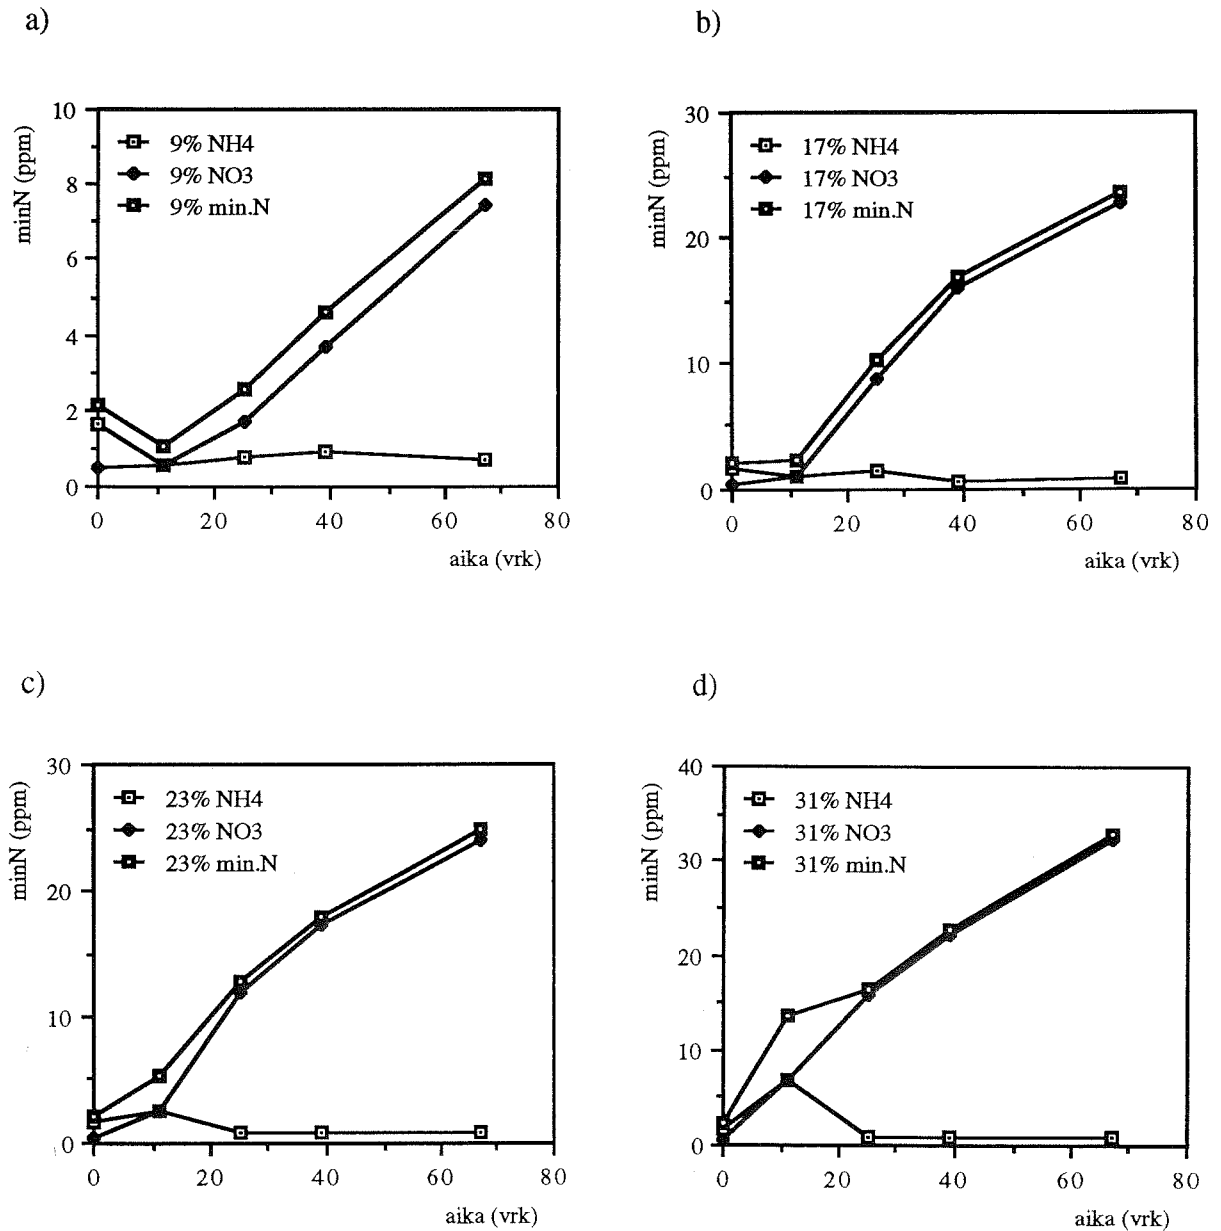 a)
minN (ppm)
10
8
6
4
2
0
9% NH4
9% NO3
9% min.N
0 20 40 60 80
aika (vrk)
b)
minN (ppm)
30
20
10
0
17% NH4
17% NO3
17% min.N
0 20 40 60 80
aika (vrk)
c)
minN (ppm)
30
20
10
0
23% NH4
23% NO3
23% min.N
0 20 40 60 80
aika (vrk)
d)
minN (ppm)
40
30
20
10
0
31% NH4
31% NO3
31% min.N
0 20 40 60 80
aika (vrk)